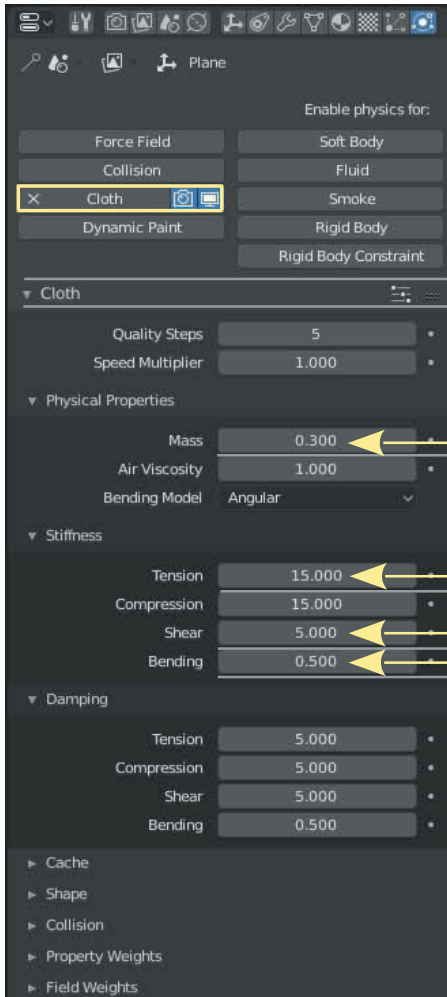 Plane
Enable physics for:
Force Field Soft Body
Collision Fluid
Cloth Smoke
Dynamic Paint Rigid Body
Rigid Body Constraint
Cloth
Quality Steps 5
Speed Multiplier 1.000
Physical Properties
Mass 0.300
Air Viscosity 1.000
Bending Model Angular
Stiffness
Tension 15.000
Compression 15.000
Shear 5.000
Bending 0.500
Damping
Tension 5.000
Compression 5.000
Shear 5.000
Bending 0.500
Cache
Shape
Collision
Property Weights
Field Weights